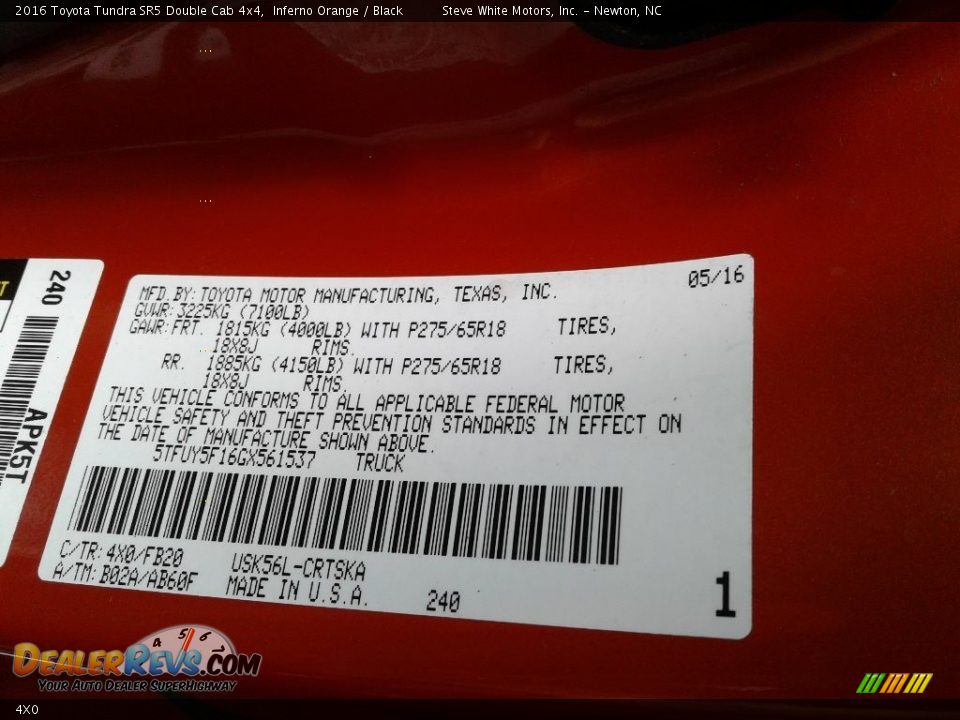 2016 Toyota Tundra SR5 Double Cab 4x4, Inferno Orange / Black Steve White Motors, Inc. - Newton, NC
240
APK5T
MFD.BY:TOYOTA MOTOR MANUFACTURING, TEXAS, INC. 05/16
GVWR:3225KG (7100LB)
GAWR:FRT. 1815KG (4000LB) WITH P275/65R18 TIRES,
18X8J RIMS.
RR. 1885KG (4150LB) WITH P275/65R18 TIRES,
18X8J RIMS.
THIS VEHICLE CONFORMS TO ALL APPLICABLE FEDERAL MOTOR
VEHICLE SAFETY AND THEFT PREVENTION STANDARDS IN EFFECT ON
THE DATE OF MANUFACTURE SHOWN ABOVE.
5TFUY5F16GX561537 TRUCK
C/TR:4X0/FB20 USK56L-CRTSKA
A/TM:B02A/AB60F MADE IN U.S.A. 240
1
4 5 6
DEALERREVS.COM
YOUR AUTO DEALER SUPERHIGHWAY
4X0